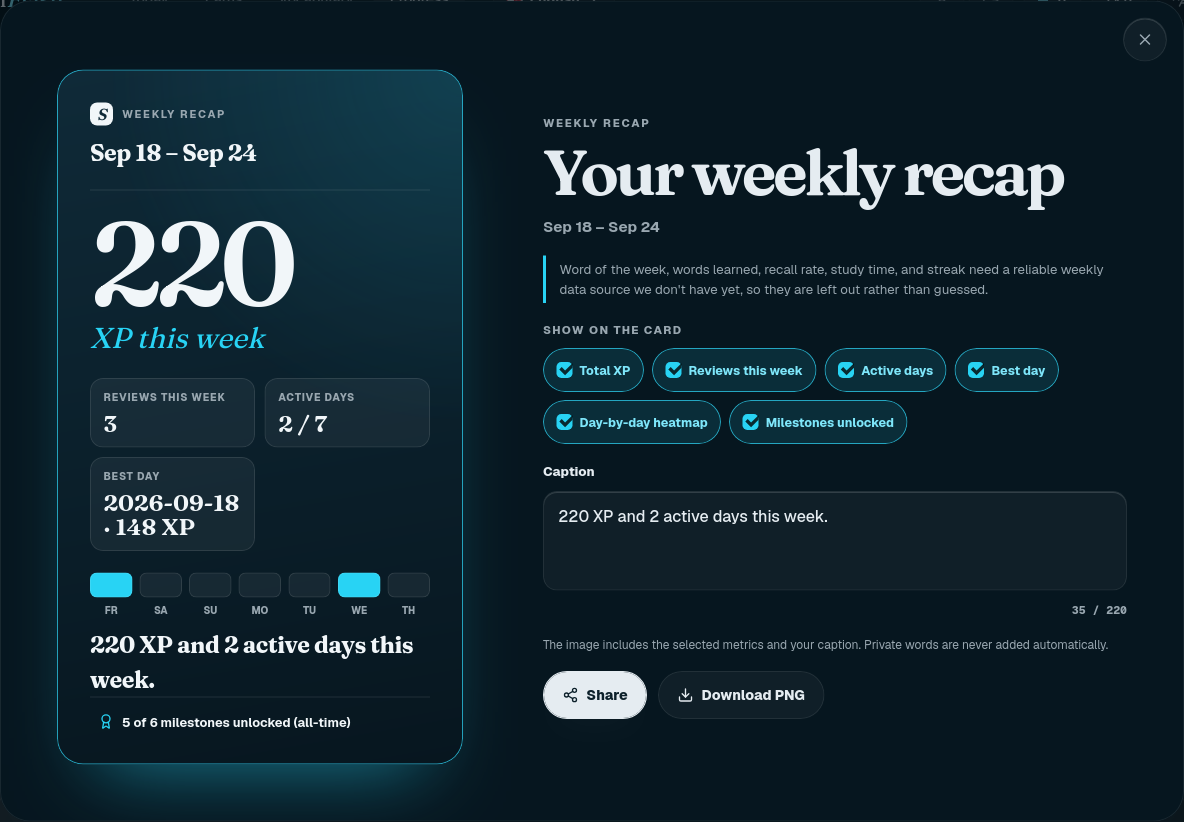 S WEEKLY RECAP
Sep 18 – Sep 24
220
XP this week
REVIEWS THIS WEEK
3
ACTIVE DAYS
2 / 7
BEST DAY
2026-09-18
· 148 XP
FR SA SU MO TU WE TH
220 XP and 2 active days this
week.
5 of 6 milestones unlocked (all-time)
WEEKLY RECAP
Your weekly recap
Sep 18 – Sep 24
Word of the week, words learned, recall rate, study time, and streak need a reliable weekly
data source we don't have yet, so they are left out rather than guessed.
SHOW ON THE CARD
Total XP
Reviews this week
Active days
Best day
Day-by-day heatmap
Milestones unlocked
Caption
220 XP and 2 active days this week.
35 / 220
The image includes the selected metrics and your caption. Private words are never added automatically.
Share
Download PNG